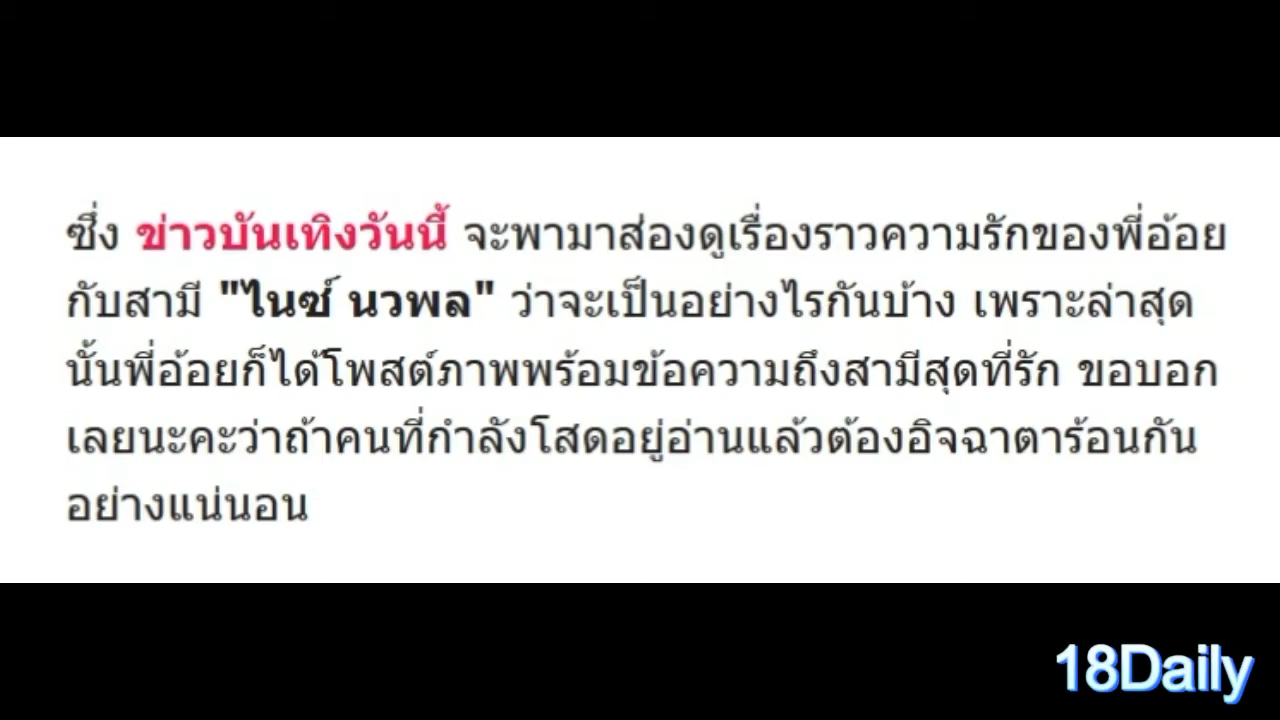 ซึ่ง ข่าวบันเทิงวันนี้ จะพามาส่องดูเรื่องราวความรักของพี่อ้อย
กับสามี "ไนซ์ นวพล" ว่าจะเป็นอย่างไรกันบ้าง เพราะล่าสุด
นั้นพี่อ้อยก็ได้โพสต์ภาพพร้อมข้อความถึงสามีสุดที่รัก ขอบอก
เลยนะคะว่าถ้าคนที่กำลังโสดอยู่อ่านแล้วต้องอิจฉาตาร้อนกัน
อย่างแน่นอน
18Daily